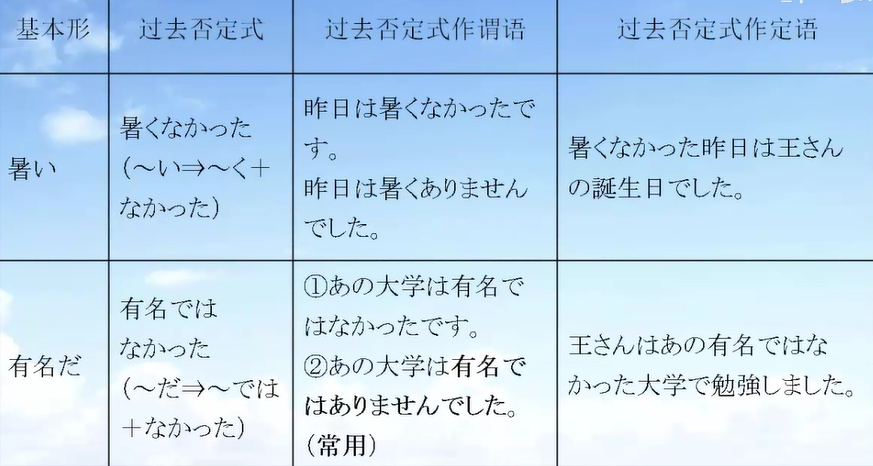 基本形
过去否定式
过去否定式作谓语
过去否定式作定语
暑い
暑くなかった
（～い⇒～く＋
なかった）
昨日は暑くなかったで
す。
昨日は暑くありません
でした。
暑くなかった昨日は王さん
の誕生日でした。
有名だ
有名では
なかった
（～だ⇒～では
＋なかった）
①あの大学は有名で
はなかったです。
②あの大学は有名で
はありませんでした。
（常用）
王さんはあの有名ではな
かった大学で勉強しました。